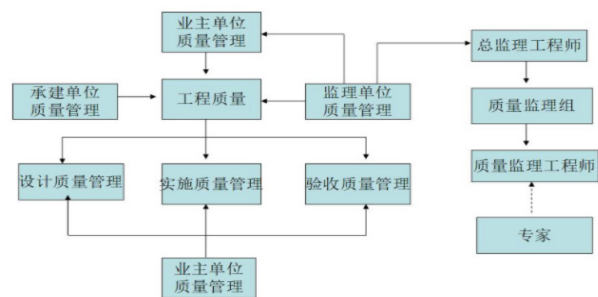 业主单位
质量管理
总监理工程师
承建单位
质量管理
工程质量
监理单位
质量管理
质量监理组
设计质量管理
实施质量管理
验收质量管理
质量监理工程师
专家
业主单位
质量管理